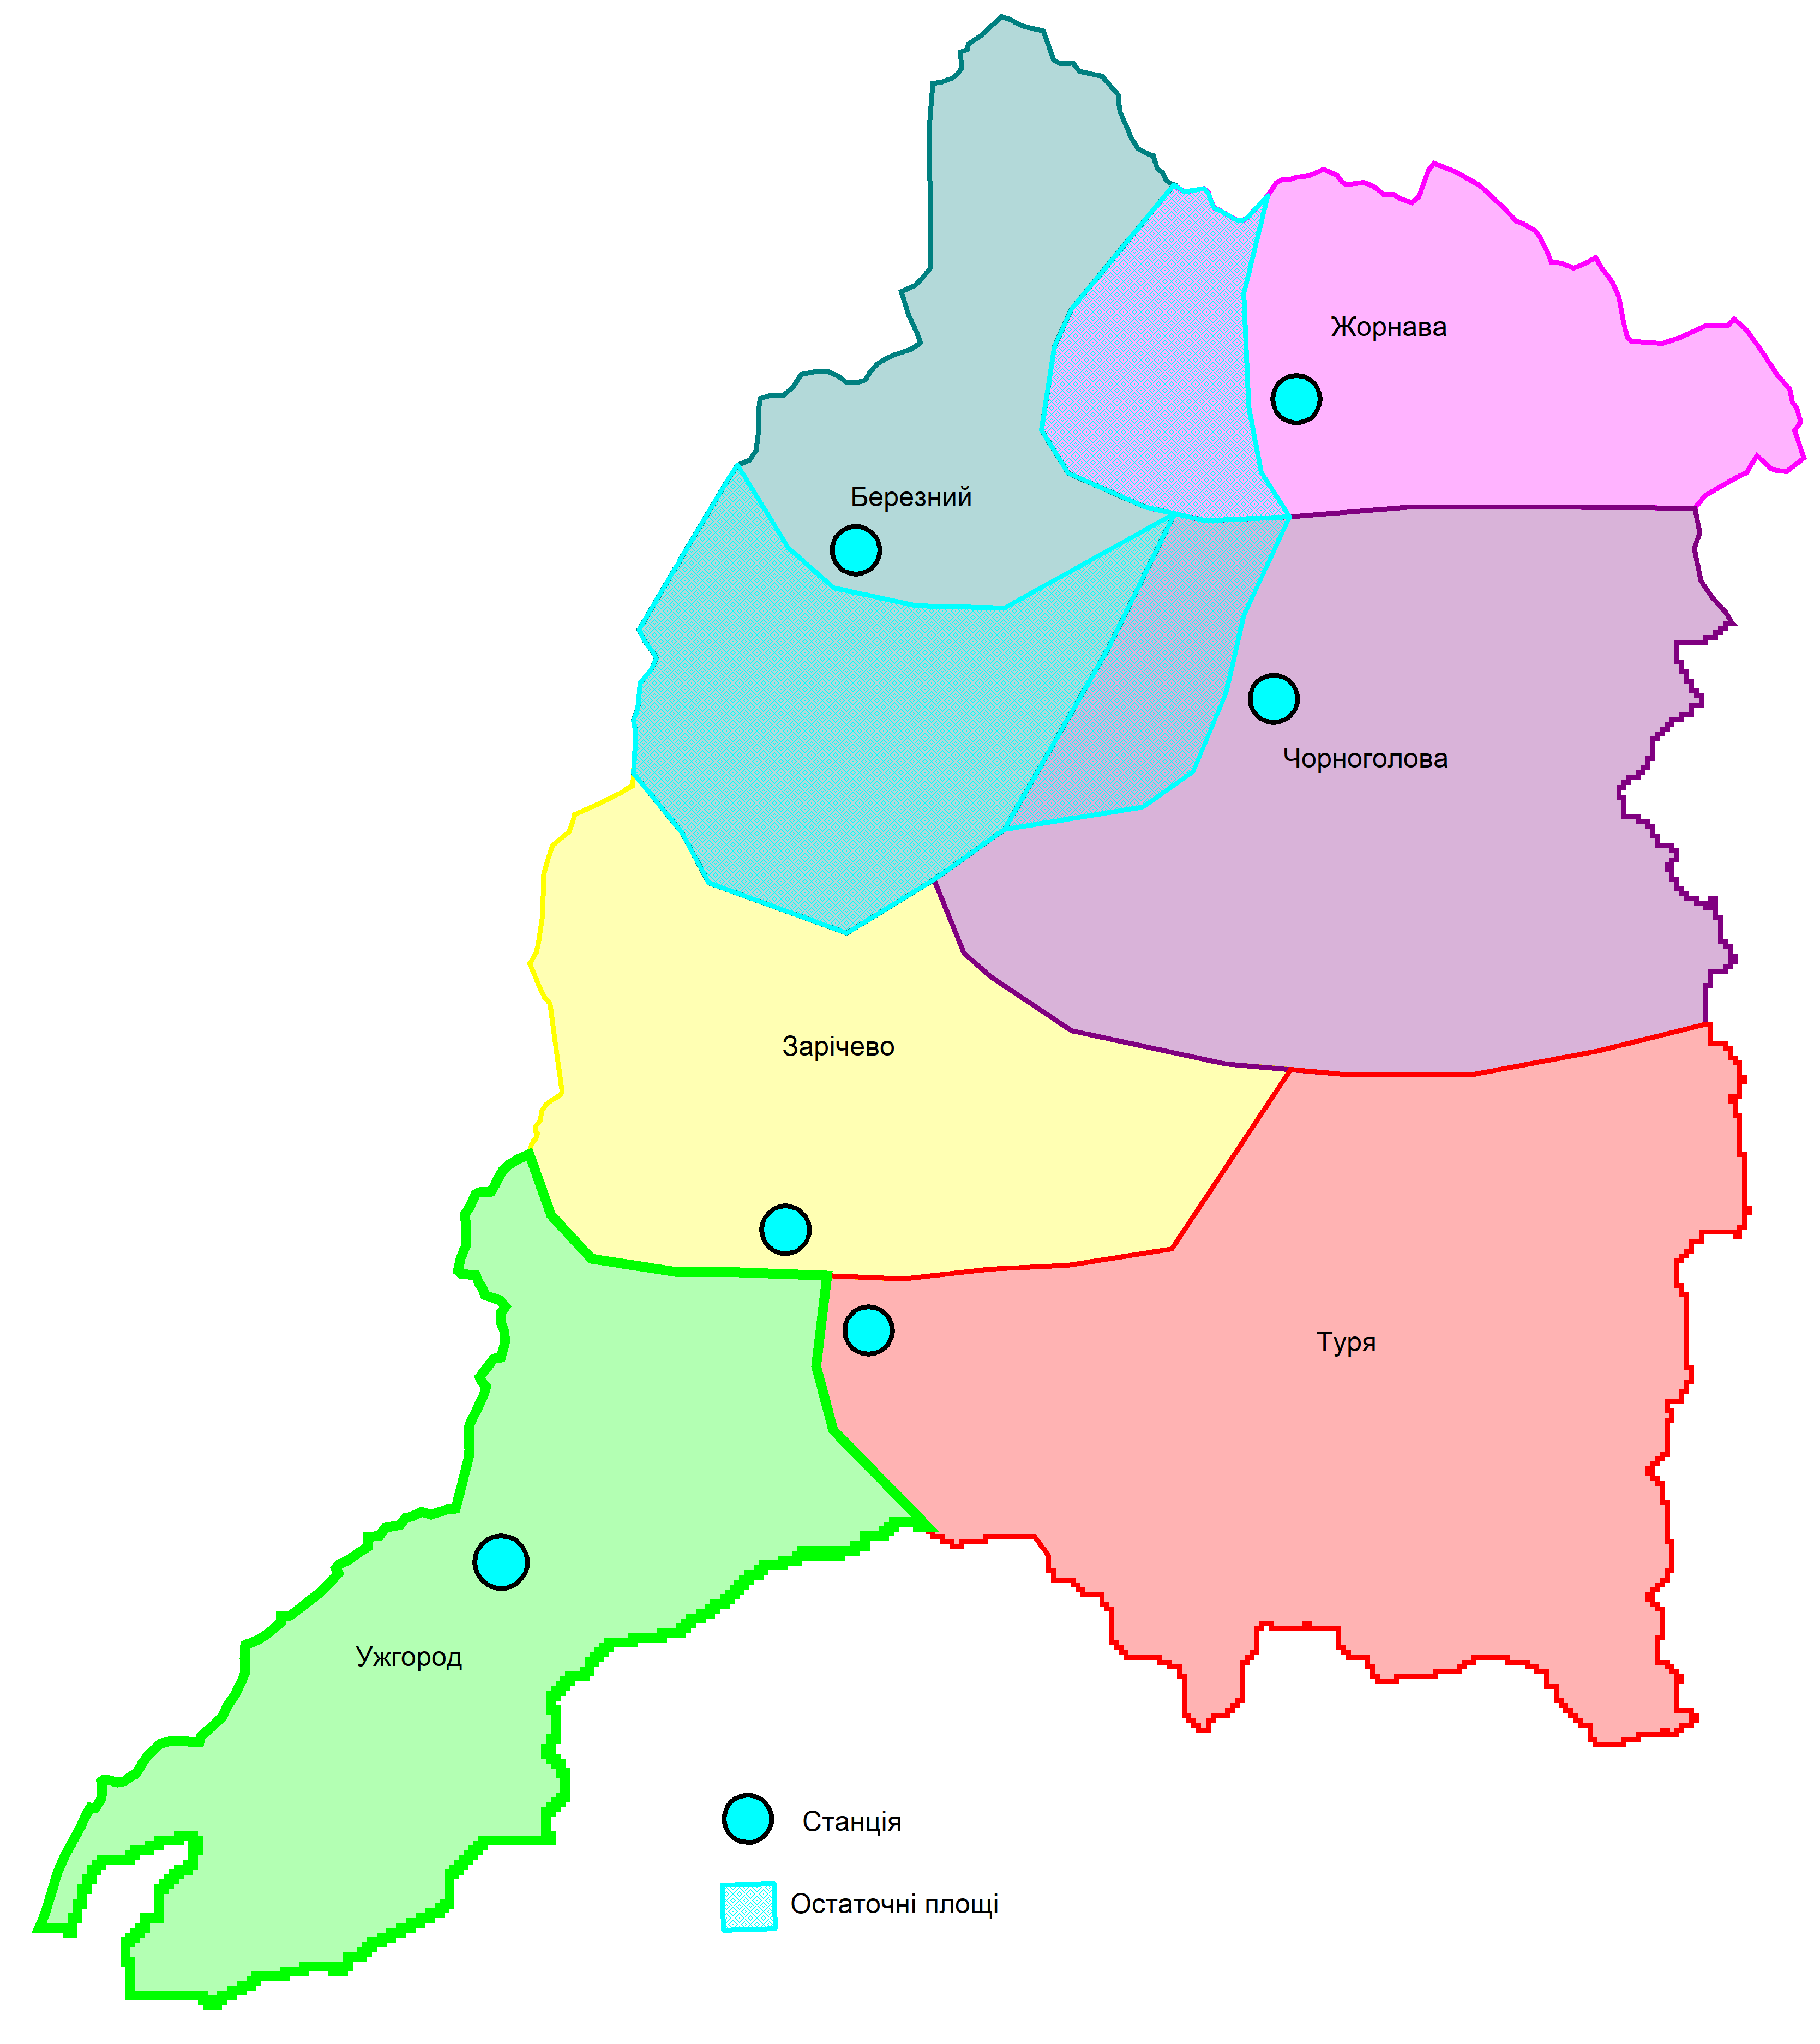 Жорнава
Березний
Чорноголова
Зарічево
Туря
Ужгород
Станція
Остаточні площі